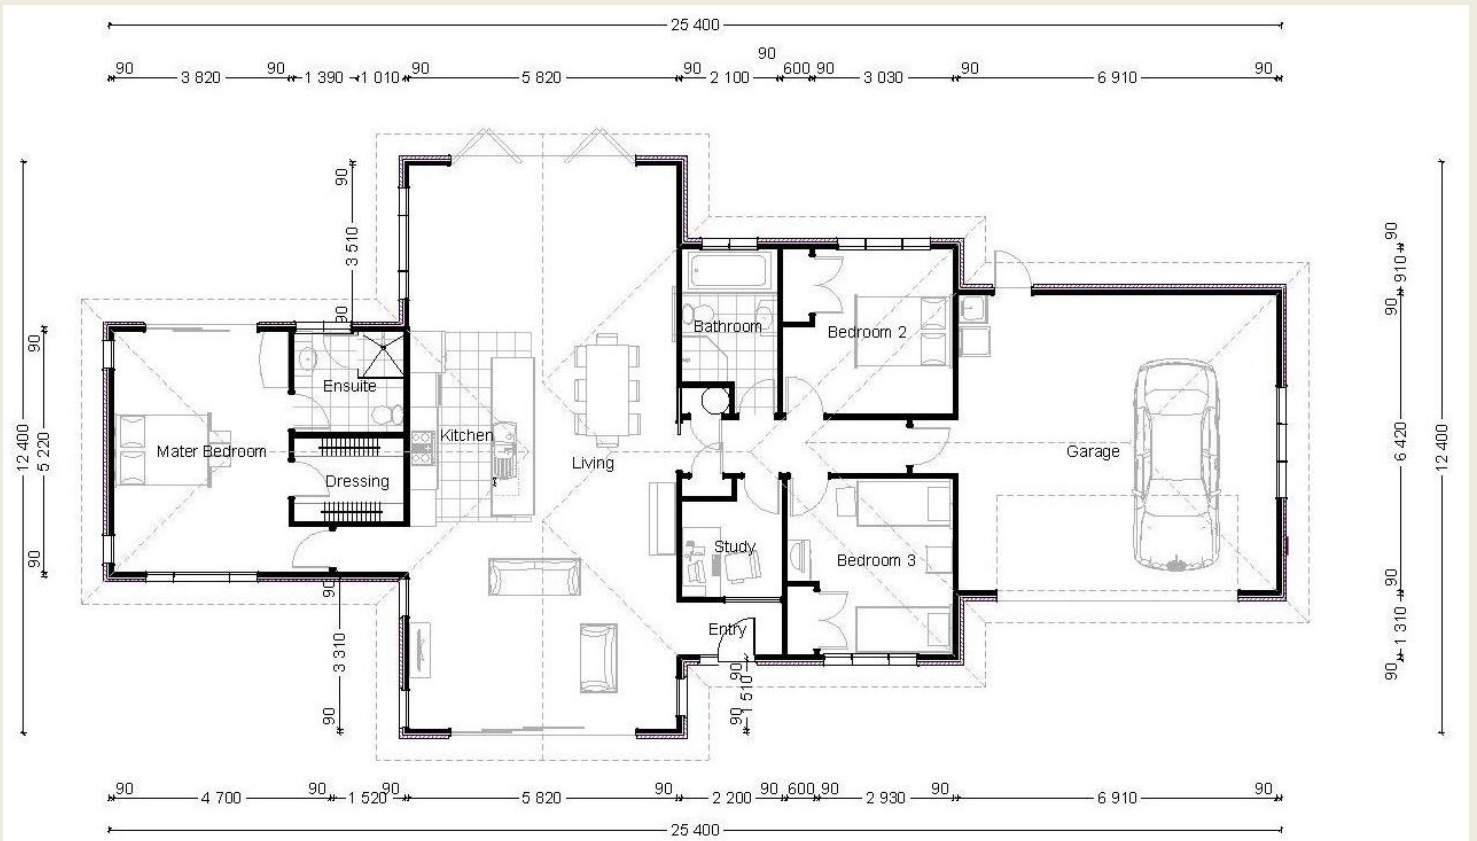 25 400
90 3 820 90 1 390 1 010 90 5 820 90 2 100 90 600 90 3 030 90 6 910 90
90 3 510 90
90 910 90
Bathroom
Bedroom 2
Ensuite
90 5 220 90
12 400
Kitchen
Mater Bedroom
Living
Garage
6 420
12 400
Dressing
Study
Bedroom 3
90 1 310 90
Entry
90 3 310 90
90 1 510 90
90 4 700 90 1 520 90 5 820 90 2 200 90 600 90 2 930 90 6 910 90
25 400